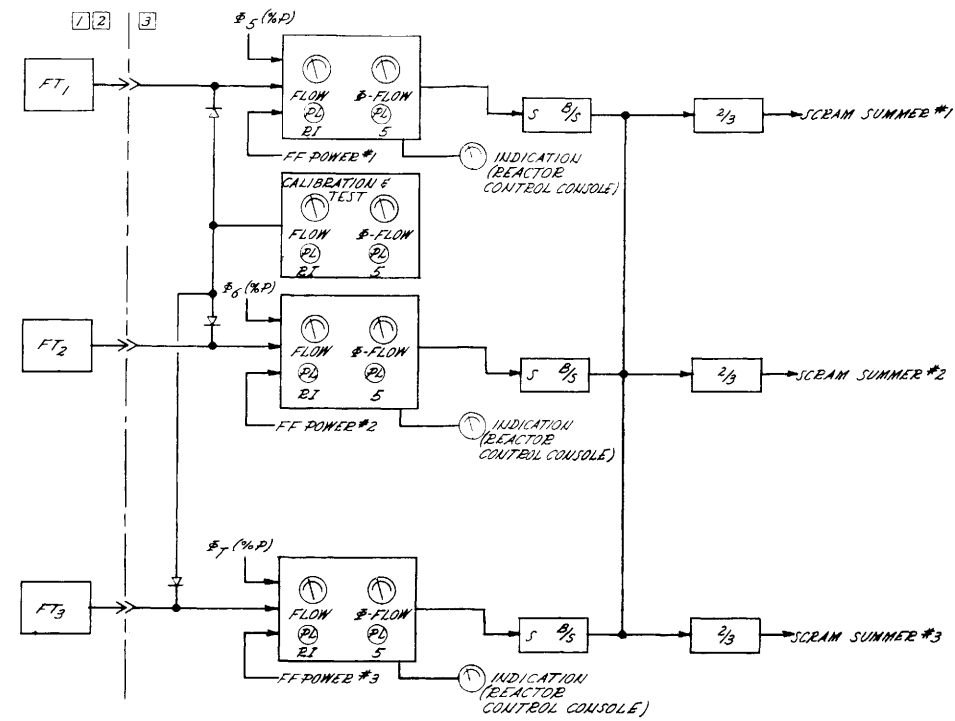 1 2 3
Φ5 (%P)
FT1
FLOW Φ-FLOW
PL PL
RI 5
S B/S
2/3
SCRAM SUMMER #1
FF POWER #1
INDICATION
(REACTOR
CONTROL CONSOLE)
CALIBRATION &
TEST
FLOW Φ-FLOW
PL PL
RI 5
Φ6 (%P)
FT2
FLOW Φ-FLOW
PL PL
RI 5
S B/S
2/3
SCRAM SUMMER #2
FF POWER #2
INDICATION
(REACTOR
CONTROL CONSOLE)
Φ7 (%P)
FT3
FLOW Φ-FLOW
PL PL
RI 5
S B/S
2/3
SCRAM SUMMER #3
FF POWER #3
INDICATION
(REACTOR
CONTROL CONSOLE)